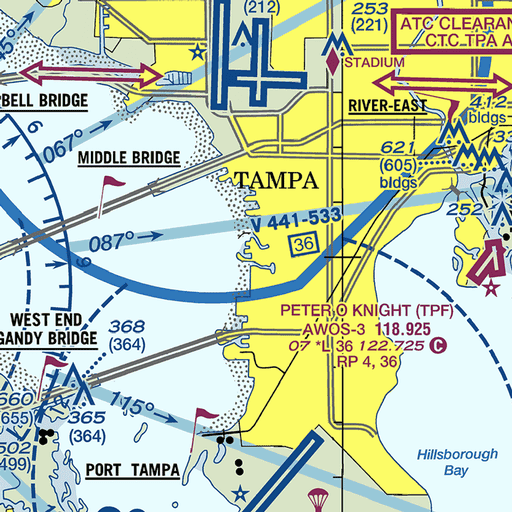 (212)
253
(221)
ATC CLEARAN
CTC TPA A
STADIUM
PBELL BRIDGE
RIVER-EAST
412
bldgs
067°
MIDDLE BRIDGE
621
(605)
bldgs
TAMPA
252
V 441-533
087°
36
PETER O KNIGHT (TPF)
AWOS-3 118.925
07 *L 36 122.725 C
RP 4, 36
WEST END
GANDY BRIDGE
368
(364)
560
(655)
365
(364)
115°
502
(499)
PORT TAMPA
Hillsborough
Bay